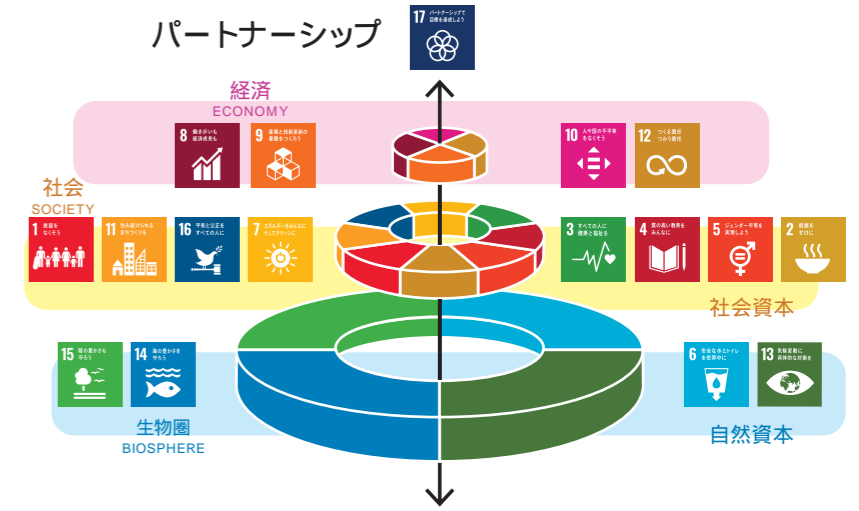 パートナーシップ
17 パートナーシップで
目標を達成しよう
経済
ECONOMY
8 働きがいも
経済成長も
9 産業と技術革新の
基盤をつくろう
10 人や国の不平等
をなくそう
12 つくる責任
つかう責任
社会
SOCIETY
1 貧困を
なくそう
11 住み続けられる
まちづくりを
16 平和と公正を
すべての人に
7 エネルギーをみんなに
そしてクリーンに
3 すべての人に
健康と福祉を
4 質の高い教育を
みんなに
5 ジェンダー平等を
実現しよう
2 飢餓を
ゼロに
社会資本
15 陸の豊かさも
守ろう
14 海の豊かさを
守ろう
6 安全な水とトイレ
を世界中に
13 気候変動に
具体的な対策を
生物圏
BIOSPHERE
自然資本